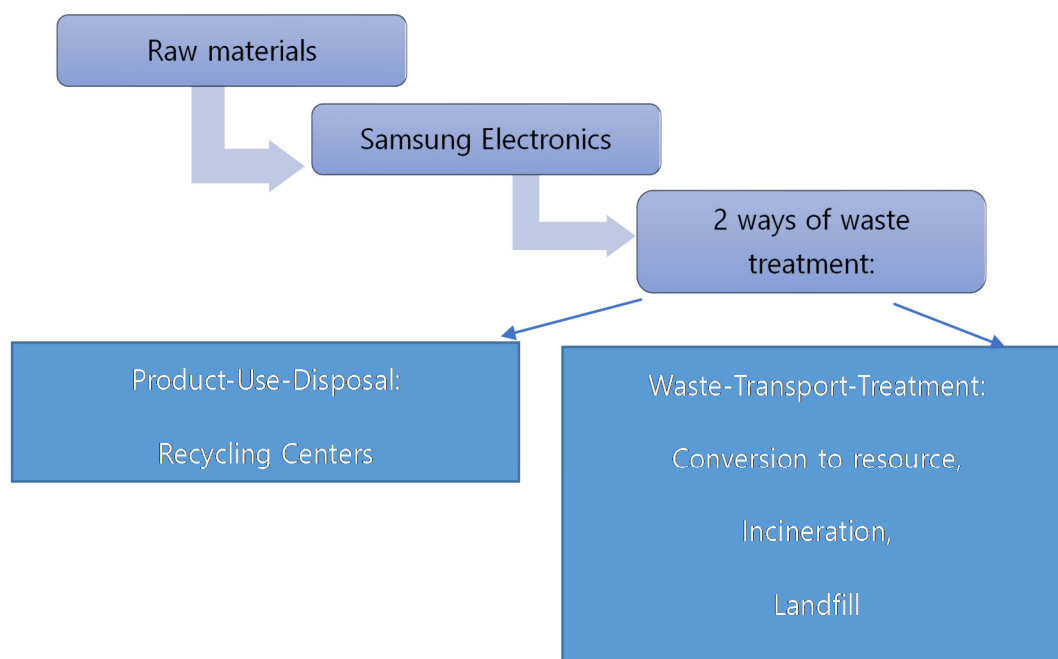 Raw materials
Samsung Electronics
2 ways of waste
treatment:
Product-Use-Disposal:
Recycling Centers
Waste-Transport-Treatment:
Conversion to resource,
Incineration,
Landfill